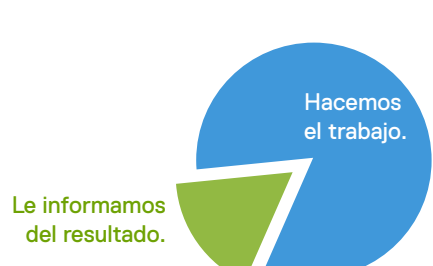 Hacemos
el trabajo.
Le informamos
del resultado.